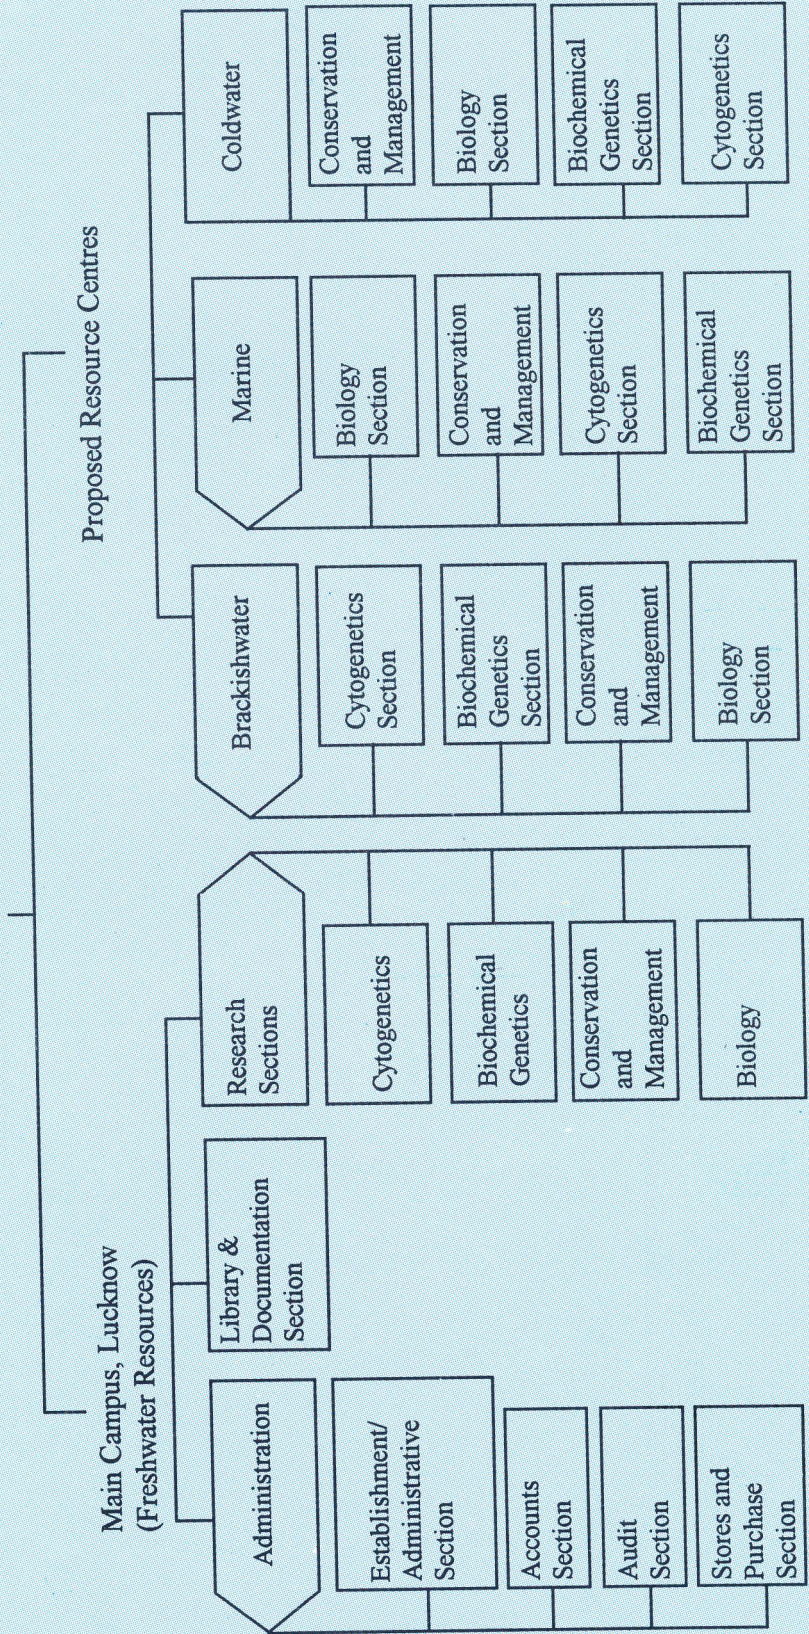 Main Campus, Lucknow
(Freshwater Resources)
Administration
Establishment/
Administrative
Section
Accounts
Section
Audit
Section
Stores and
Purchase
Section
Library &
Documentation
Section
Research
Sections
Cytogenetics
Biochemical
Genetics
Conservation
and
Management
Biology
Proposed Resource Centres
Brackishwater
Cytogenetics
Section
Biochemical
Genetics
Section
Conservation
and
Management
Biology
Section
Marine
Biology
Section
Conservation
and
Management
Cytogenetics
Section
Biochemical
Genetics
Section
Coldwater
Conservation
and
Management
Biology
Section
Biochemical
Genetics
Section
Cytogenetics
Section